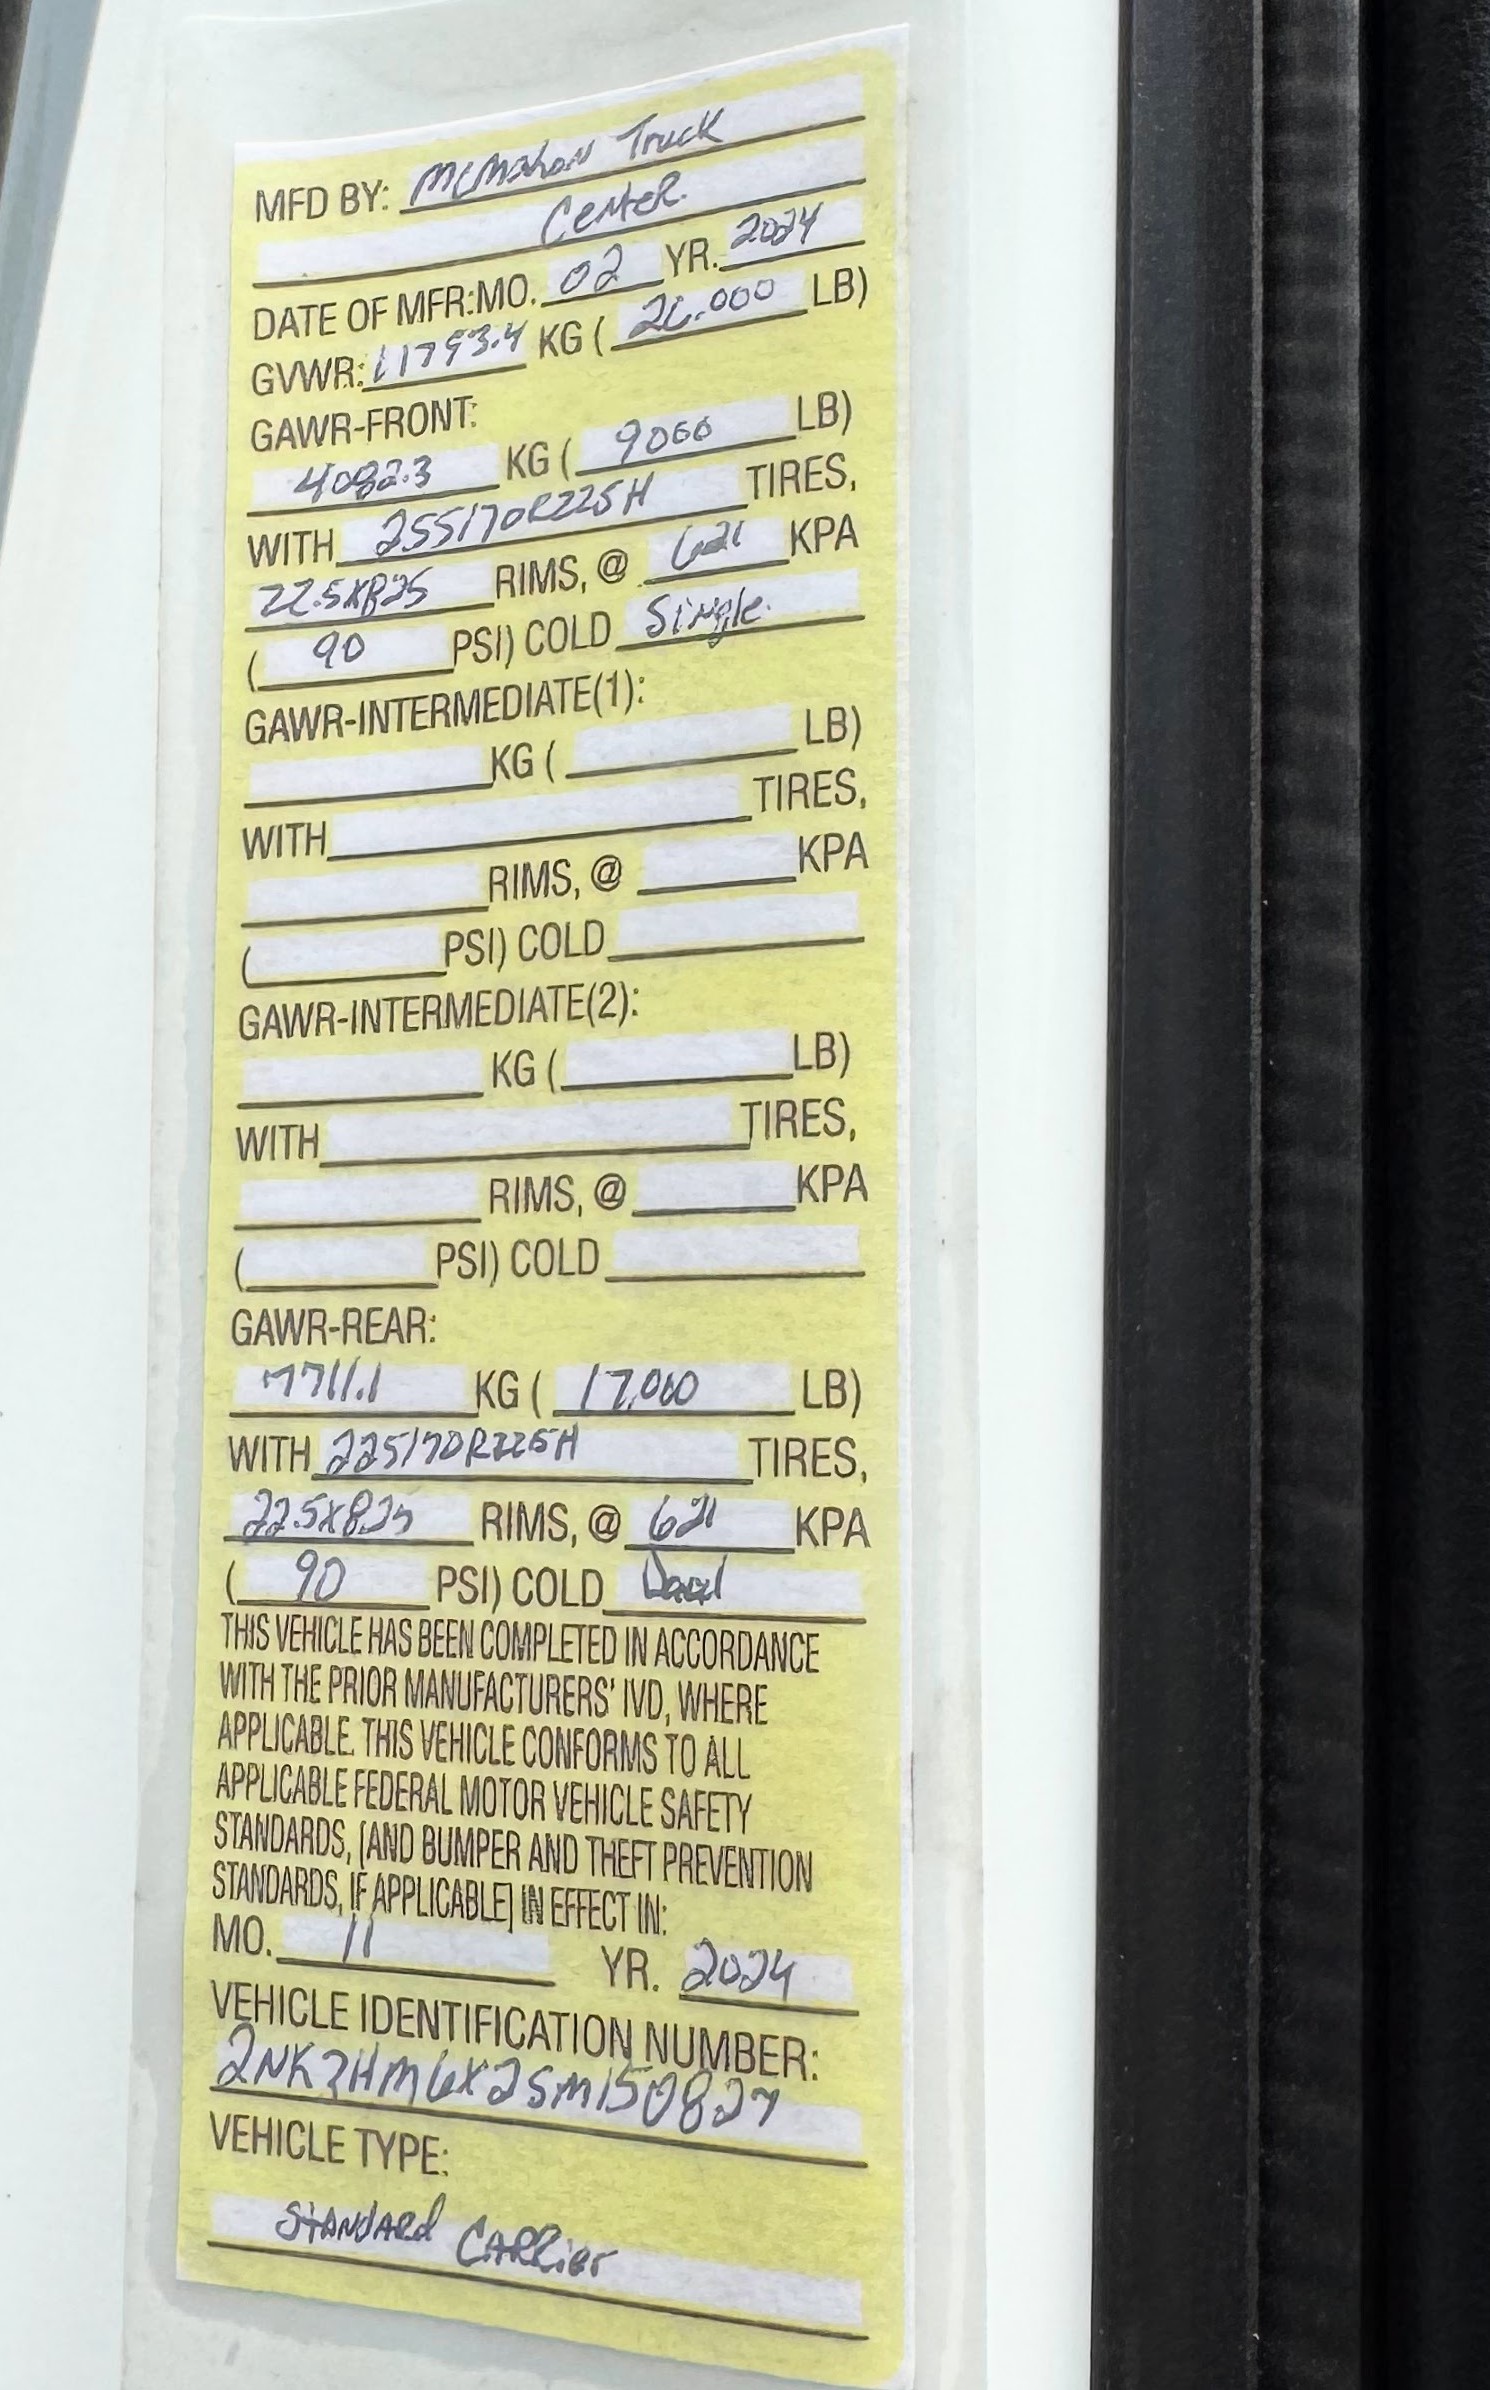 MFD BY: McMahon Truck
Center.
DATE OF MFR:MO. 02 YR. 2024
GVWR: 11793.4 KG ( 26.000 LB)
GAWR-FRONT:
4082.3 KG ( 9000 LB)
WITH 255/70R225H TIRES,
22.5X825 RIMS, @ 621 KPA
( 90 PSI) COLD Single.
GAWR-INTERMEDIATE(1):
KG ( LB)
WITH TIRES,
RIMS, @ KPA
( PSI) COLD
GAWR-INTERMEDIATE(2):
KG ( LB)
WITH TIRES,
RIMS, @ KPA
( PSI) COLD
GAWR-REAR:
7711.1 KG ( 17,000 LB)
WITH 225/70R225H TIRES,
22.5X8.25 RIMS, @ 621 KPA
( 90 PSI) COLD
THIS VEHICLE HAS BEEN COMPLETED IN ACCORDANCE
WITH THE PRIOR MANUFACTURERS' IVD, WHERE
APPLICABLE. THIS VEHICLE CONFORMS TO ALL
APPLICABLE FEDERAL MOTOR VEHICLE SAFETY
STANDARDS, [AND BUMPER AND THEFT PREVENTION
STANDARDS, IF APPLICABLE] IN EFFECT IN:
MO. 11 YR. 2024
VEHICLE IDENTIFICATION NUMBER:
2NK2HM6X2SM150827
VEHICLE TYPE:
STANDARD CARRier